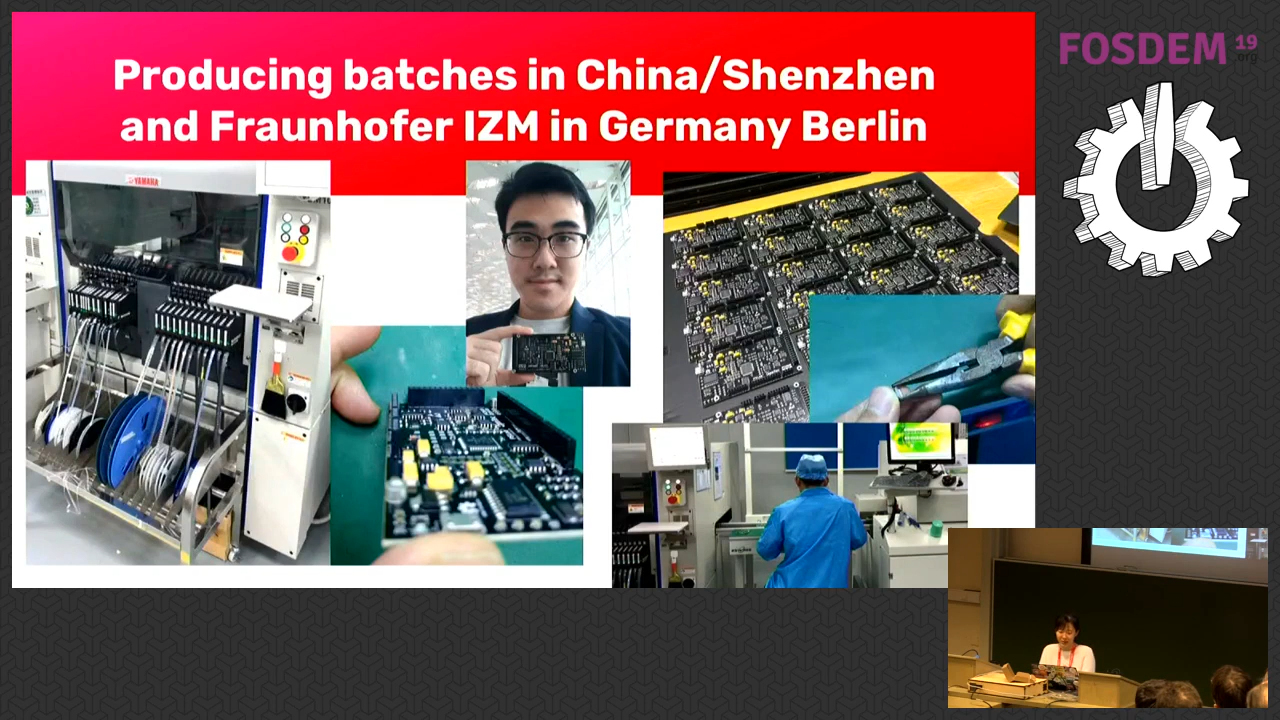 Producing batches in China/Shenzhen
and Fraunhofer IZM in Germany Berlin
FOSDEM 19
.org
YAMAHA